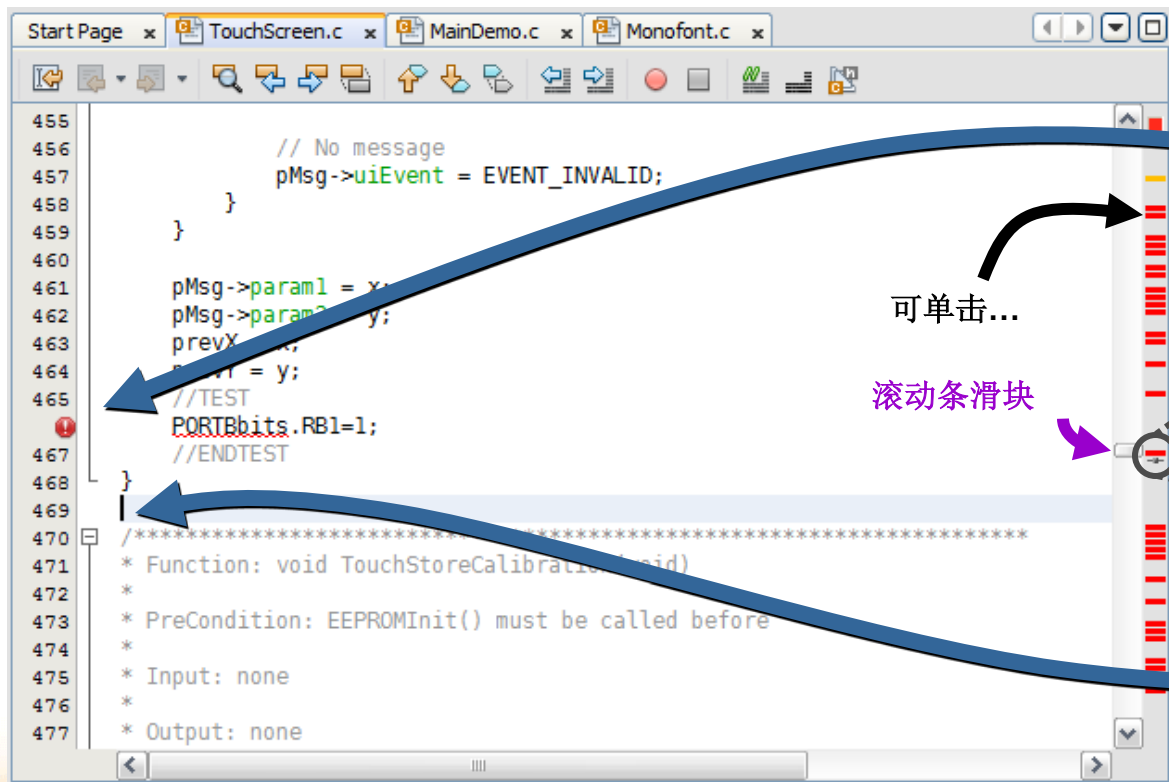 Start Page x TouchScreen.c x MainDemo.c x Monofont.c x
455
456 // No message
457 pMsg->uiEvent = EVENT_INVALID;
458 }
459 }
460
461 pMsg->param1 = x;
可单击...
462 pMsg->param y;
463 prevX x;
464 = y;
滚动条滑块
465 //TEST
PORTBbits.RB1=1;
467 //ENDTEST
468 }
469
470 /***********************************************************************
471 * Function: void TouchStoreCalibration(void)
472 *
473 * PreCondition: EEPROMInit() must be called before
474 *
475 * Input: none
476 *
477 * Output: none